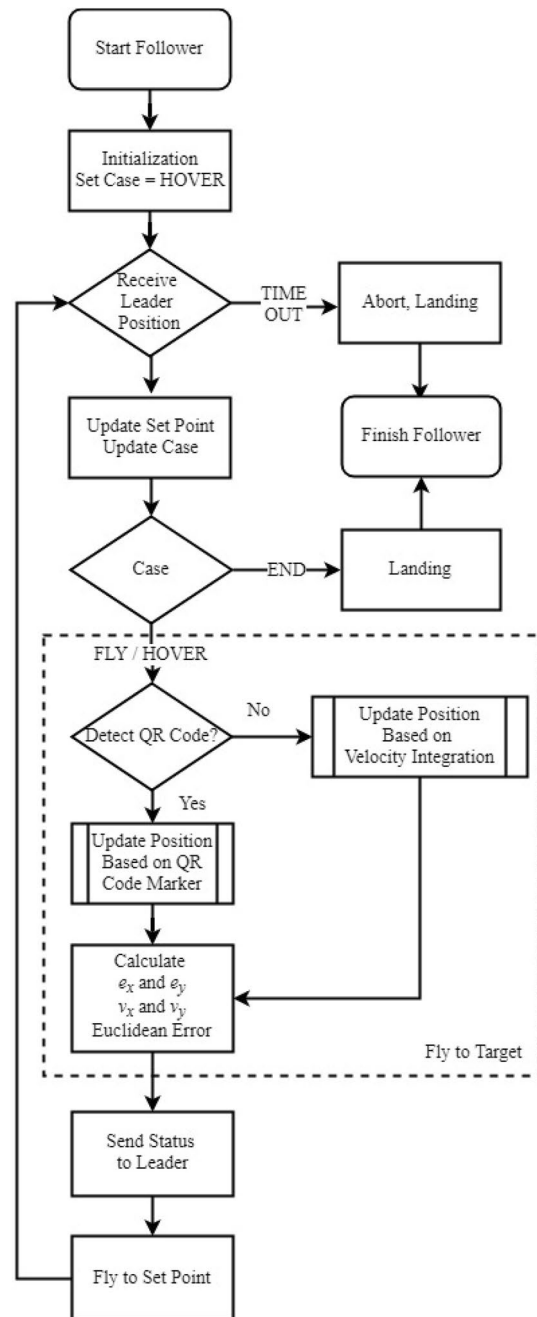 Start Follower
Initialization
Set Case = HOVER
Receive
Leader
Position
TIME
OUT
Abort, Landing
Update Set Point
Update Case
Finish Follower
Case
END
Landing
FLY / HOVER
Detect QR Code?
No
Update Position
Based on
Velocity Integration
Yes
Update Position
Based on QR
Code Marker
Calculate
eₓ and e_y
vₓ and v_y
Euclidean Error
Fly to Target
Send Status
to Leader
Fly to Set Point